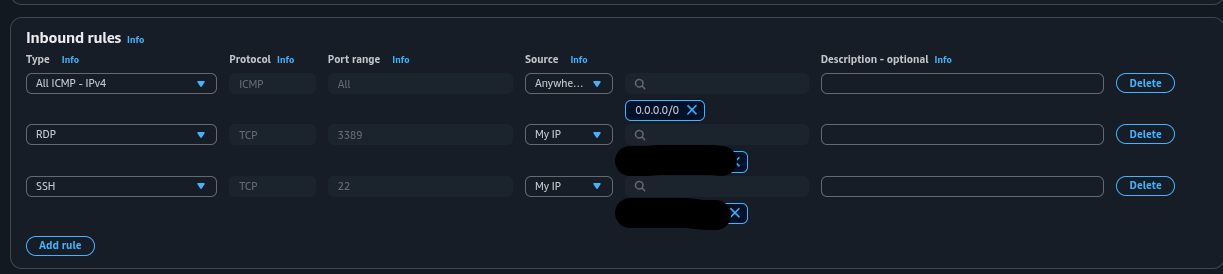 Inbound rules Info
Type Info Protocol Info Port range Info Source Info Description - optional Info
All ICMP - IPv4 ICMP All Anywhe... Delete
0.0.0.0/0
RDP TCP 3389 My IP Delete
SSH TCP 22 My IP Delete
Add rule